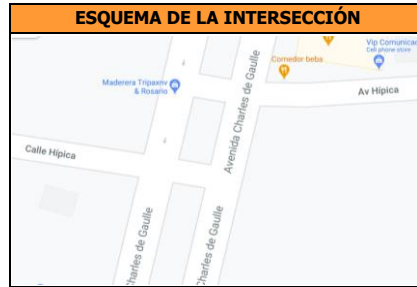 ESQUEMA DE LA INTERSECCIÓN
Vip Comunicac
Cell phone store
Comedor beba
Maderera Tripaxniv
& Rosario
Av Hípica
Avenida Charles de Gaulle
Calle Hípica
Charles de Gaulle
Charles de Gaulle